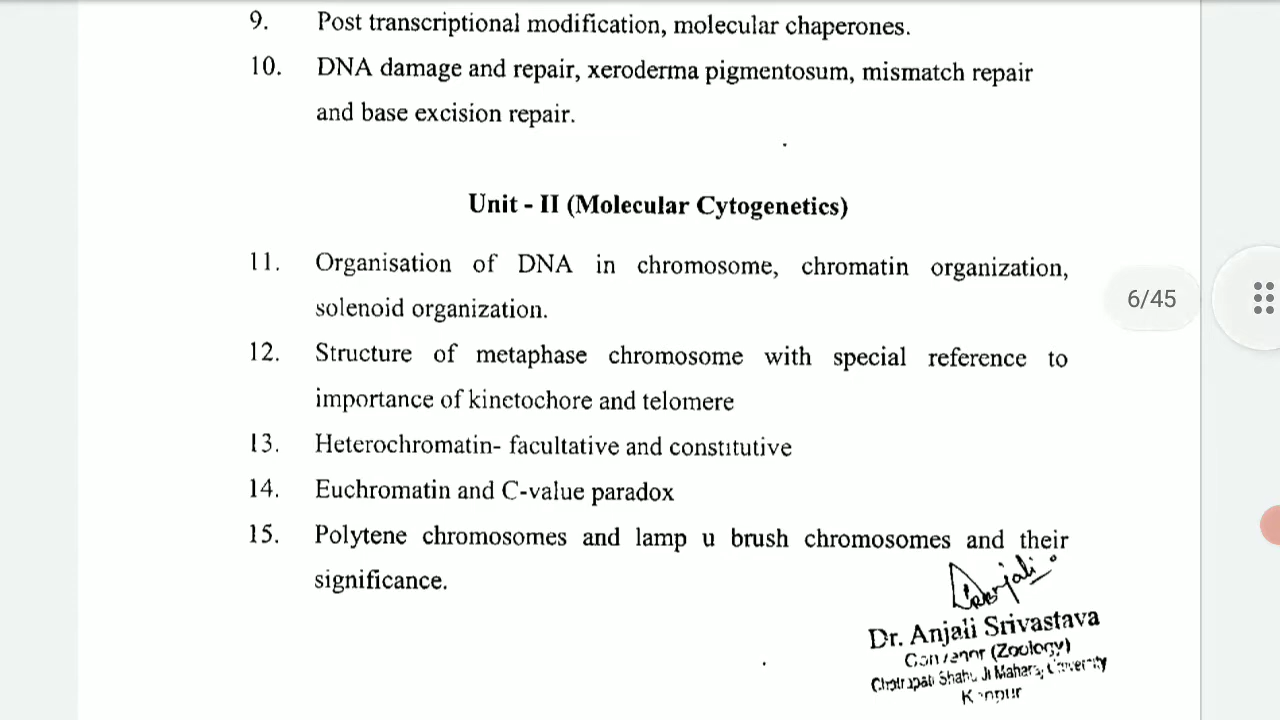 9. Post transcriptional modification, molecular chaperones.
10. DNA damage and repair, xeroderma pigmentosum, mismatch repair
and base excision repair.
Unit - II (Molecular Cytogenetics)
11. Organisation of DNA in chromosome, chromatin organization,
solenoid organization.
6/45
12. Structure of metaphase chromosome with special reference to
importance of kinetochore and telomere
13. Heterochromatin- facultative and constitutive
14. Euchromatin and C-value paradox
15. Polytene chromosomes and lamp u brush chromosomes and their
significance.
Dr. Anjali Srivastava
(Zoology)
Shahu Ji